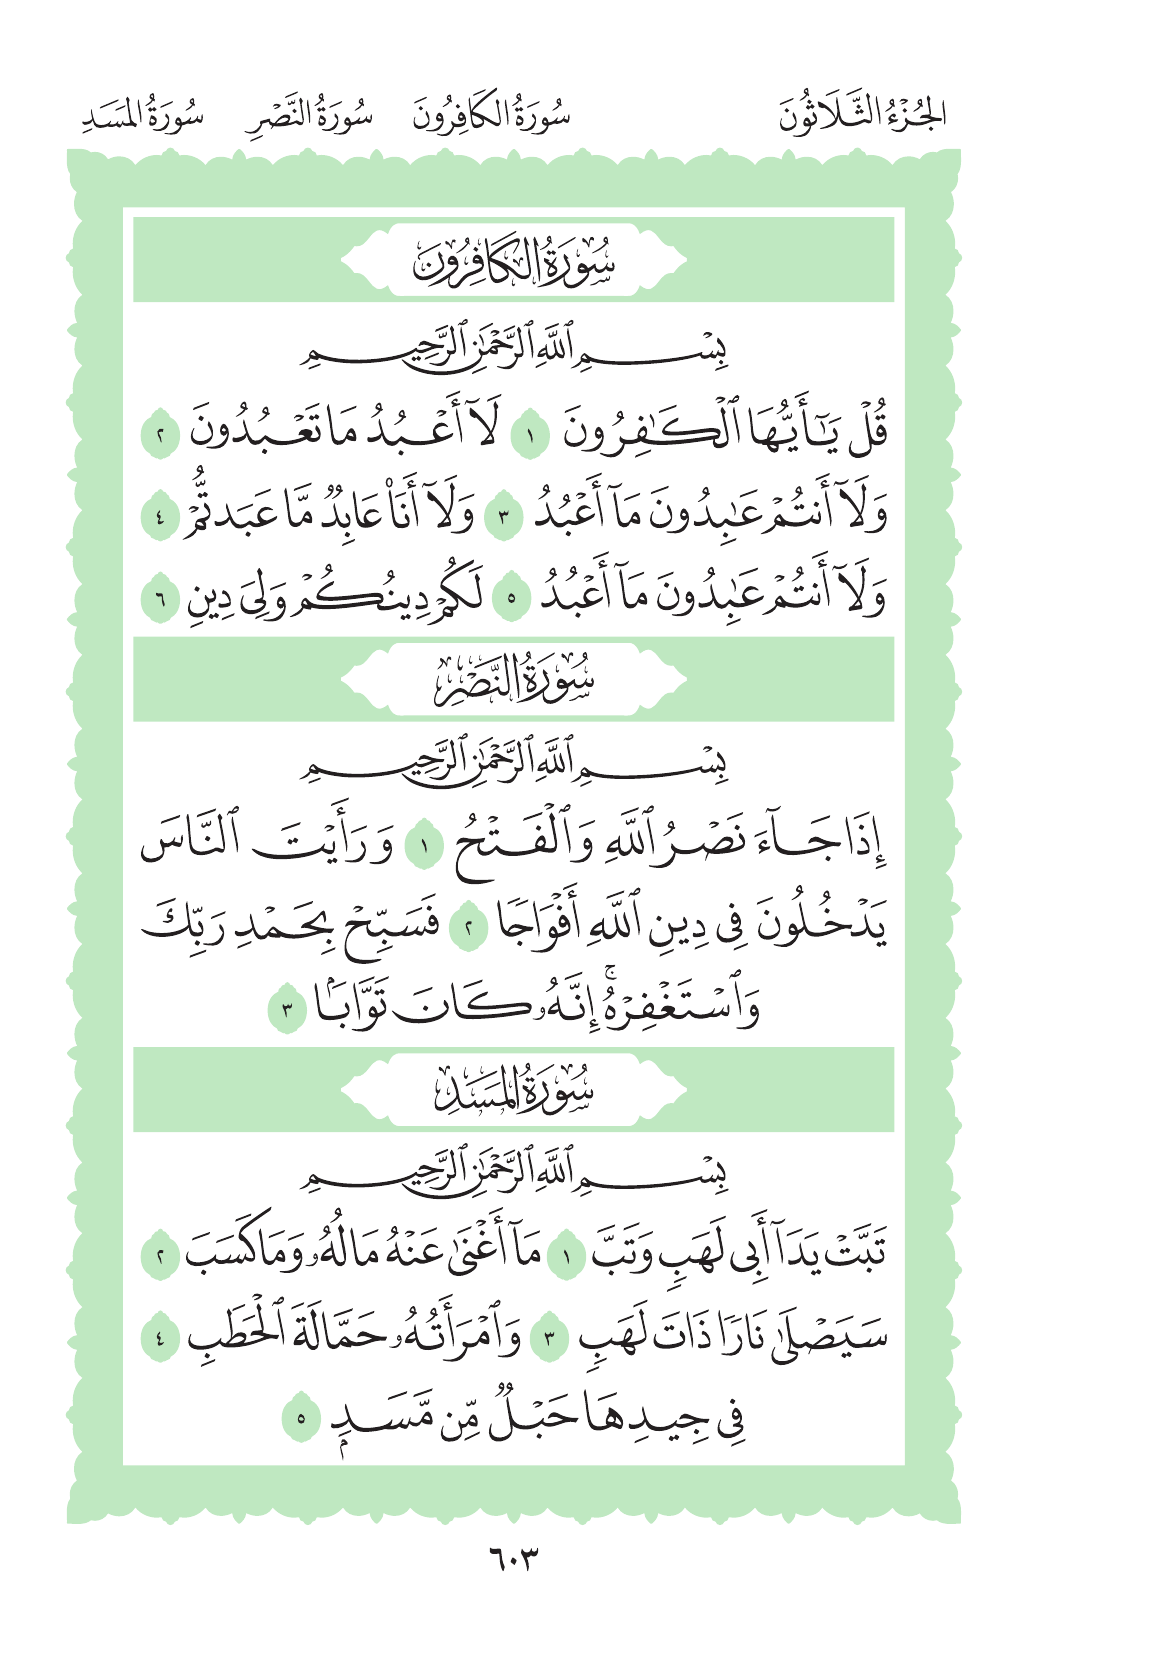 الجُزْءُ الثَّلَاثُونَ سُورَةُ الكَافِرُونَ سُورَةُ النَّصْرِ سُورَةُ المَسَدِ
سُورَةُ الكَافِرُونَ
بِسْمِ ٱللَّهِ ٱلرَّحْمَٰنِ ٱلرَّحِيمِ
قُلْ يَٰٓأَيُّهَا ٱلْكَٰفِرُونَ ١ لَآ أَعْبُدُ مَا تَعْبُدُونَ ٢
وَلَآ أَنتُمْ عَٰبِدُونَ مَآ أَعْبُدُ ٣ وَلَآ أَنَا۠ عَابِدٌ مَّا عَبَدتُّمْ ٤
وَلَآ أَنتُمْ عَٰبِدُونَ مَآ أَعْبُدُ ٥ لَكُمْ دِينُكُمْ وَلِىَ دِينِ ٦
سُورَةُ النَّصْرِ
بِسْمِ ٱللَّهِ ٱلرَّحْمَٰنِ ٱلرَّحِيمِ
إِذَا جَآءَ نَصْرُ ٱللَّهِ وَٱلْفَتْحُ ١ وَرَأَيْتَ ٱلنَّاسَ
يَدْخُلُونَ فِى دِينِ ٱللَّهِ أَفْوَاجًا ٢ فَسَبِّحْ بِحَمْدِ رَبِّكَ
وَٱسْتَغْفِرْهُ ۚ إِنَّهُۥ كَانَ تَوَّابًۢا ٣
سُورَةُ المَسَدِ
بِسْمِ ٱللَّهِ ٱلرَّحْمَٰنِ ٱلرَّحِيمِ
تَبَّتْ يَدَآ أَبِى لَهَبٍ وَتَبَّ ١ مَآ أَغْنَىٰ عَنْهُ مَالُهُۥ وَمَا كَسَبَ ٢
سَيَصْلَىٰ نَارًا ذَاتَ لَهَبٍ ٣ وَٱمْرَأَتُهُۥ حَمَّالَةَ ٱلْحَطَبِ ٤
فِى جِيدِهَا حَبْلٌ مِّن مَّسَدٍۭ ٥
٦٠٣